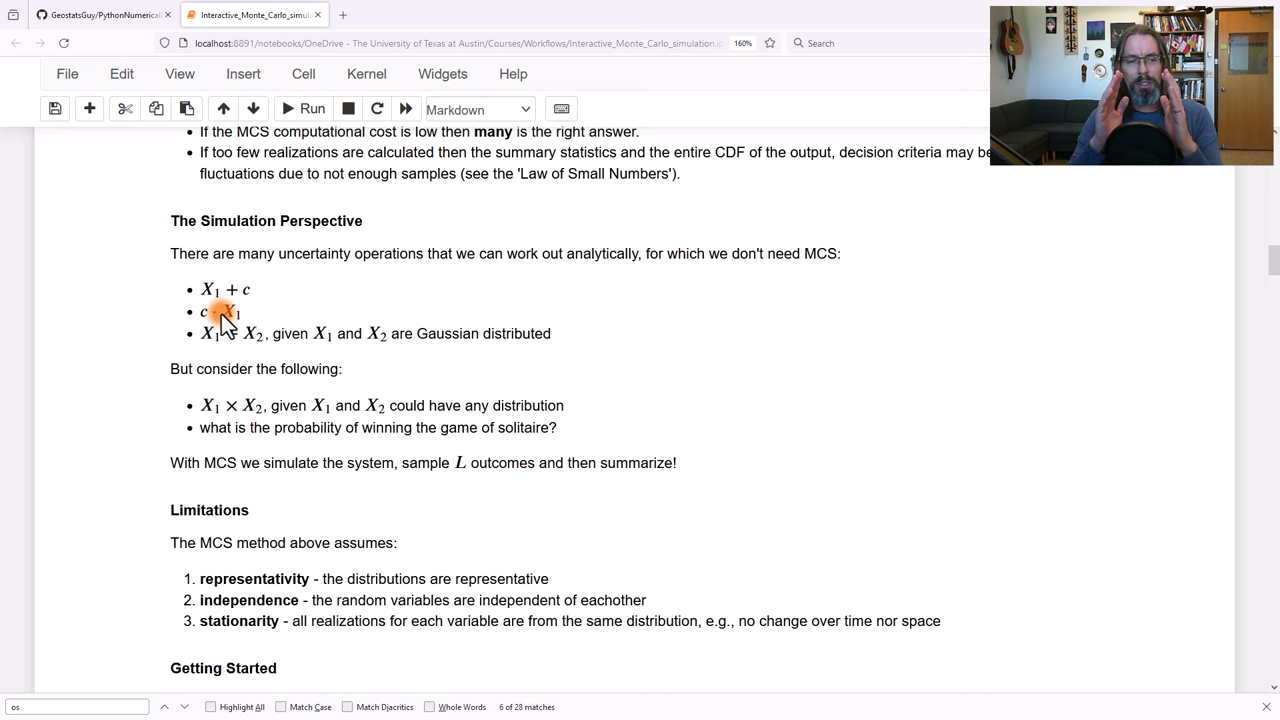 GeostatsGuy/PythonNumerical
Interactive_Monte_Carlo_simul
localhost:8891/notebooks/OneDrive - The University of Texas at
Courses/Workflows/Interactive_Monte_Carlo_simulation.ip
160%
Search
File Edit View Insert Cell Kernel Widgets Help
Run
Markdown
If the MCS computational cost is low then many is the right answer.
If too few realizations are calculated then the summary statistics and the entire CDF of the output, decision criteria may be
fluctuations due to not enough samples (see the 'Law of Small Numbers').
The Simulation Perspective
There are many uncertainty operations that we can work out analytically, for which we don't need MCS:
X1 + c
c · X1
X1 X2, given X1 and X2 are Gaussian distributed
But consider the following:
X1 × X2, given X1 and X2 could have any distribution
what is the probability of winning the game of solitaire?
With MCS we simulate the system, sample L outcomes and then summarize!
Limitations
The MCS method above assumes:
1. representativity - the distributions are representative
2. independence - the random variables are independent of eachother
3. stationarity - all realizations for each variable are from the same distribution, e.g., no change over time nor space
Getting Started
os
Highlight All Match Case Match Diacritics Whole Words 6 of 28 matches